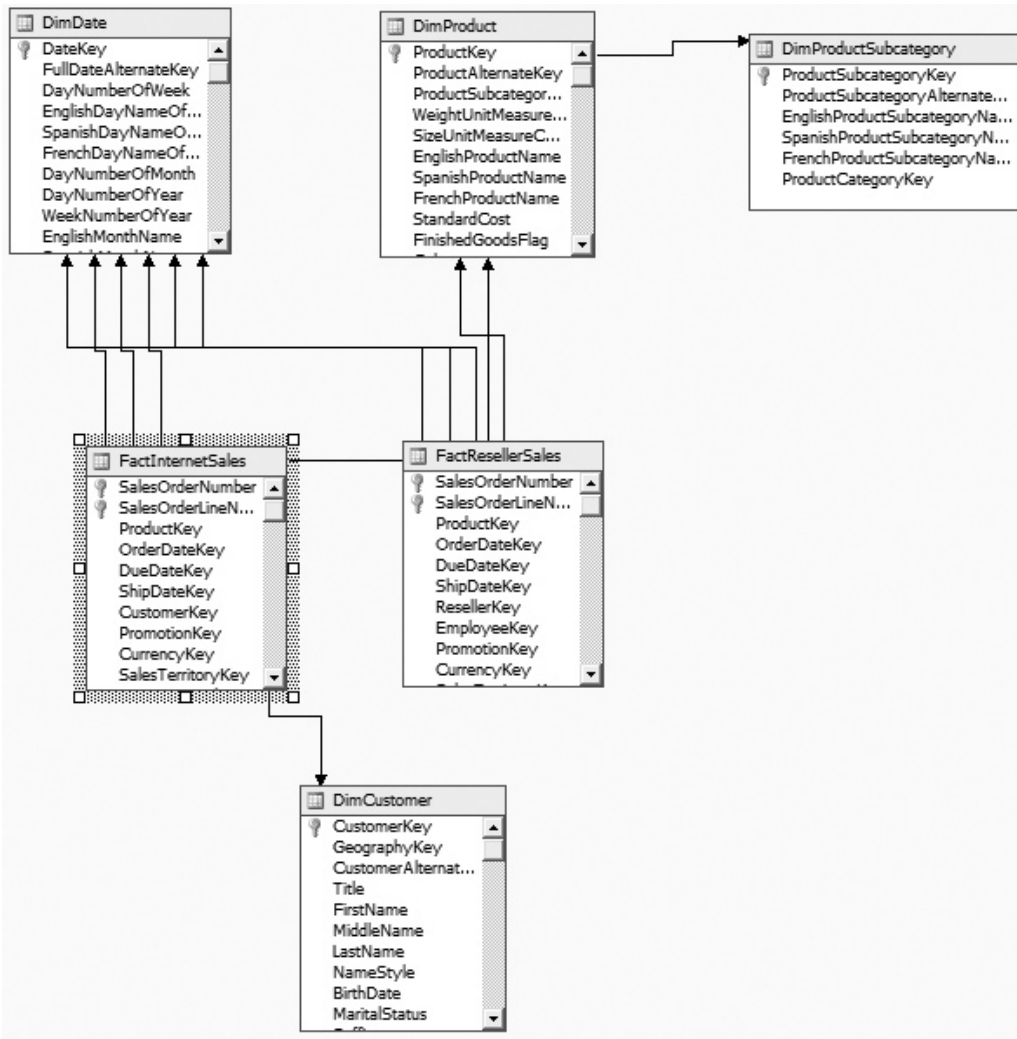 DimDate
DateKey
FullDateAlternateKey
DayNumberOfWeek
EnglishDayNameOf...
SpanishDayNameO...
FrenchDayNameOf...
DayNumberOfMonth
DayNumberOfYear
WeekNumberOfYear
EnglishMonthName
DimProduct
ProductKey
ProductAlternateKey
ProductSubcategor...
WeightUnitMeasure...
SizeUnitMeasureC...
EnglishProductName
SpanishProductName
FrenchProductName
StandardCost
FinishedGoodsFlag
DimProductSubcategory
ProductSubcategoryKey
ProductSubcategoryAlternate...
EnglishProductSubcategoryNa...
SpanishProductSubcategoryN...
FrenchProductSubcategoryNa...
ProductCategoryKey
FactInternetSales
SalesOrderNumber
SalesOrderLineN...
ProductKey
OrderDateKey
DueDateKey
ShipDateKey
CustomerKey
PromotionKey
CurrencyKey
SalesTerritoryKey
FactResellerSales
SalesOrderNumber
SalesOrderLineN...
ProductKey
OrderDateKey
DueDateKey
ShipDateKey
ResellerKey
EmployeeKey
PromotionKey
CurrencyKey
DimCustomer
CustomerKey
GeographyKey
CustomerAlternat...
Title
FirstName
MiddleName
LastName
NameStyle
BirthDate
MaritalStatus